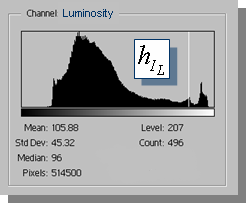 Channel: Luminosity
h_{I_L}
Mean: 105.88 Level: 207
Std Dev: 45.32 Count: 496
Median: 96
Pixels: 514500